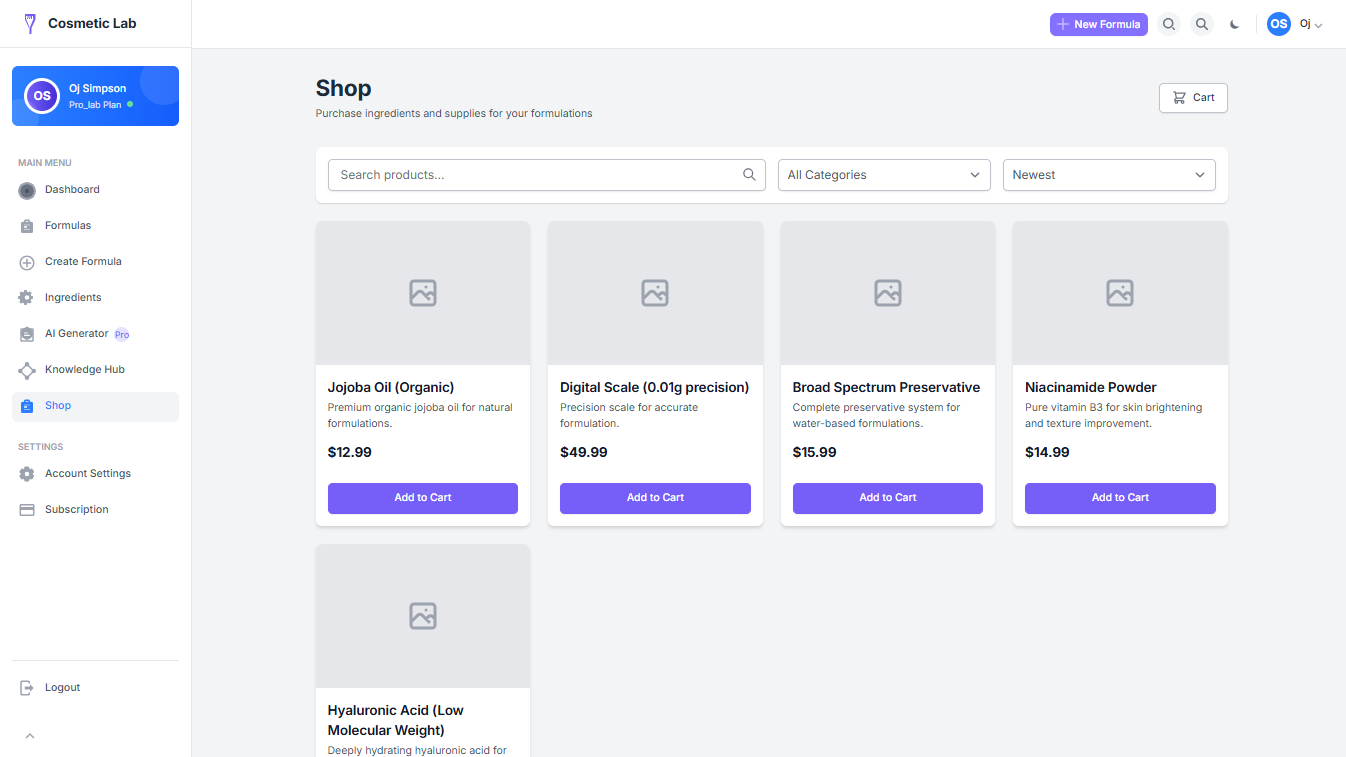 Cosmetic Lab
New Formula
OS
Oj
OS
Oj Simpson
Pro_lab Plan
MAIN MENU
Dashboard
Formulas
Create Formula
Ingredients
AI Generator Pro
Knowledge Hub
Shop
SETTINGS
Account Settings
Subscription
Logout
Shop
Purchase ingredients and supplies for your formulations
Cart
Search products...
All Categories
Newest
Jojoba Oil (Organic)
Premium organic jojoba oil for natural
formulations.
$12.99
Add to Cart
Digital Scale (0.01g precision)
Precision scale for accurate
formulation.
$49.99
Add to Cart
Broad Spectrum Preservative
Complete preservative system for
water-based formulations.
$15.99
Add to Cart
Niacinamide Powder
Pure vitamin B3 for skin brightening
and texture improvement.
$14.99
Add to Cart
Hyaluronic Acid (Low
Molecular Weight)
Deeply hydrating hyaluronic acid for